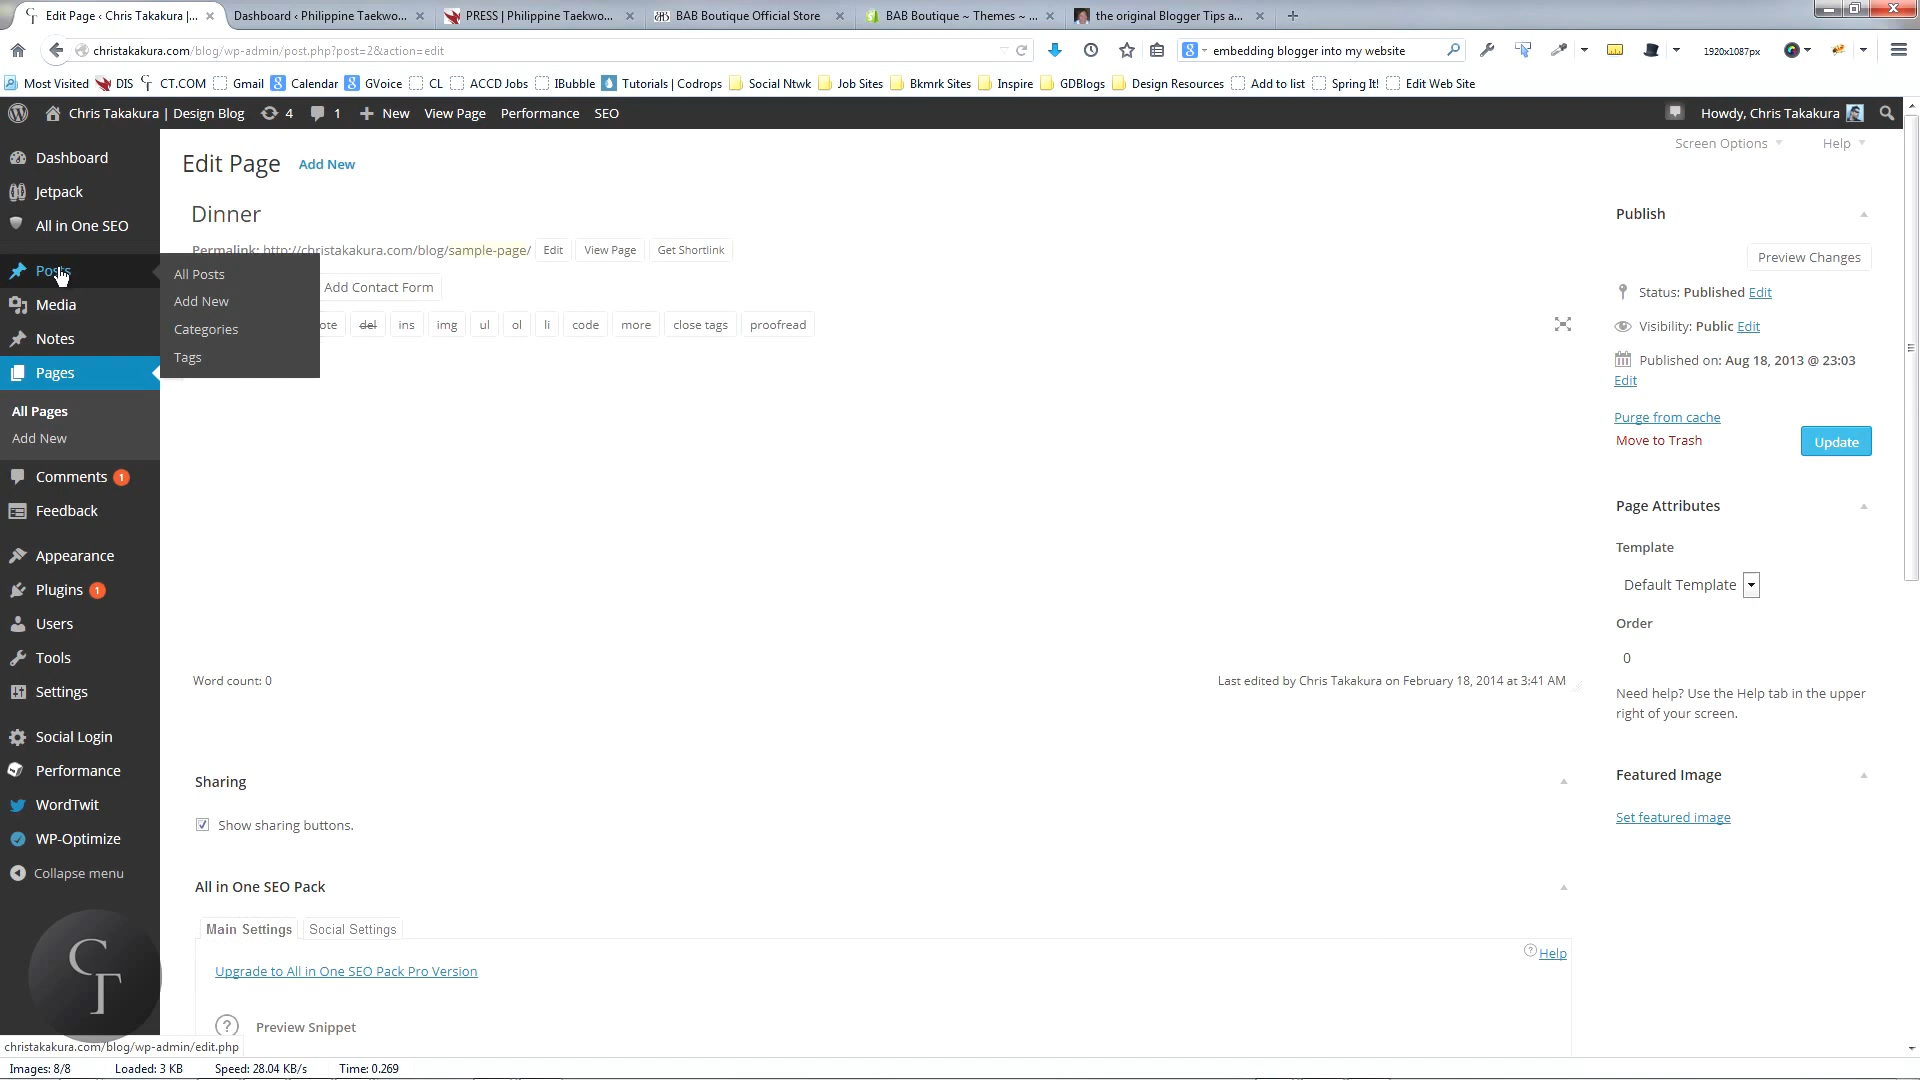 Edit Page ‹ Chris Takakura |...
Dashboard ‹ Philippine Taekwo...
PRESS | Philippine Taekwo...
BAB Boutique Official Store
BAB Boutique ~ Themes ~ ...
the original Blogger Tips a...
christakakura.com/blog/wp-admin/post.php?post=2&action=edit
embedding blogger into my website
1920x1087px
Most Visited DIS CT.COM Gmail Calendar GVoice CL ACCD Jobs IBubble Tutorials | Codrops Social Ntwk Job Sites Bkmrk Sites Inspire GDBlogs Design Resources Add to list Spring It! Edit Web Site
Chris Takakura | Design Blog 4 1 New View Page Performance SEO
Howdy, Chris Takakura
Screen Options Help
Dashboard
Jetpack
All in One SEO
Posts
All Posts
Add New
Categories
Tags
Media
Notes
Pages
All Pages
Add New
Comments 1
Feedback
Appearance
Plugins 1
Users
Tools
Settings
Social Login
Performance
WordTwit
WP-Optimize
Collapse menu
CT
Edit Page Add New
Dinner
Permalink: http://christakakura.com/blog/sample-page/ Edit View Page Get Shortlink
Add Contact Form
ote del ins img ul ol li code more close tags proofread
Word count: 0
Last edited by Chris Takakura on February 18, 2014 at 3:41 AM
Sharing
Show sharing buttons.
All in One SEO Pack
Main Settings Social Settings
Help
Upgrade to All in One SEO Pack Pro Version
Preview Snippet
Publish
Preview Changes
Status: Published Edit
Visibility: Public Edit
Published on: Aug 18, 2013 @ 23:03
Edit
Purge from cache
Move to Trash
Update
Page Attributes
Template
Default Template
Order
0
Need help? Use the Help tab in the upper
right of your screen.
Featured Image
Set featured image
christakakura.com/blog/wp-admin/edit.php
Images: 8/8 Loaded: 3 KB Speed: 28.04 KB/s Time: 0.269